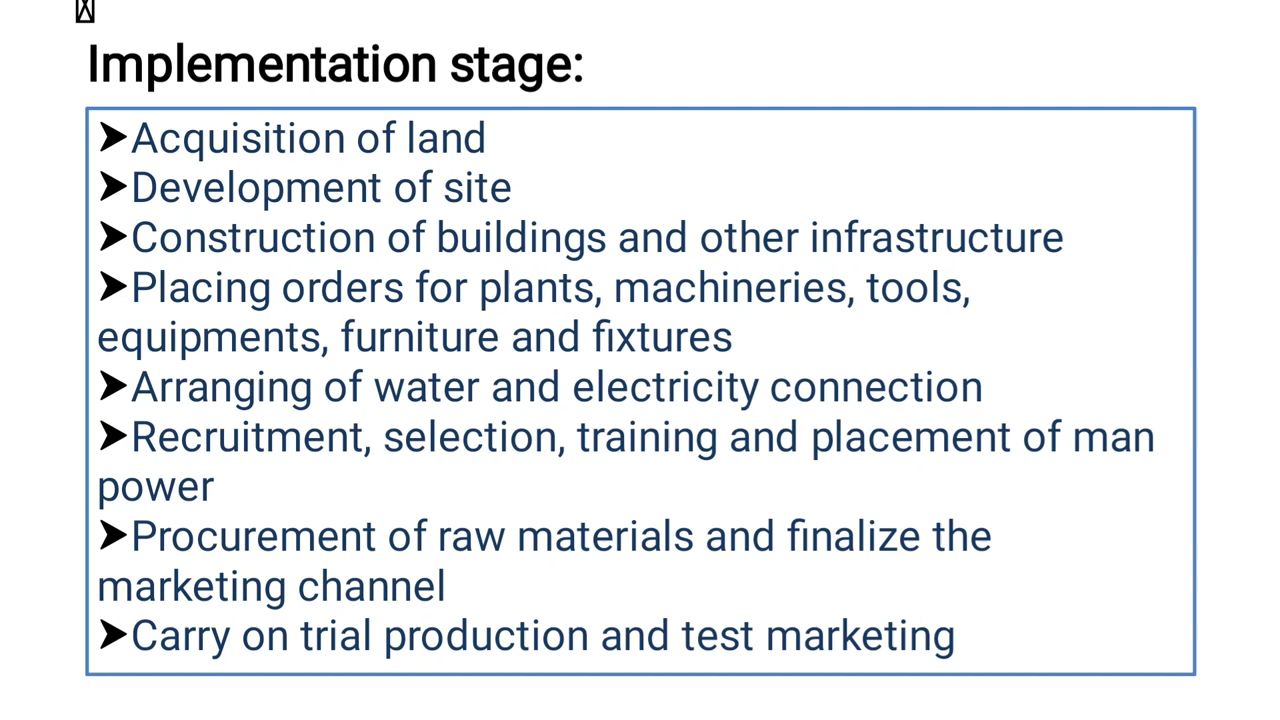 Implementation stage:
➤Acquisition of land
➤Development of site
➤Construction of buildings and other infrastructure
➤Placing orders for plants, machineries, tools,
equipments, furniture and fixtures
➤Arranging of water and electricity connection
➤Recruitment, selection, training and placement of man
power
➤Procurement of raw materials and finalize the
marketing channel
➤Carry on trial production and test marketing